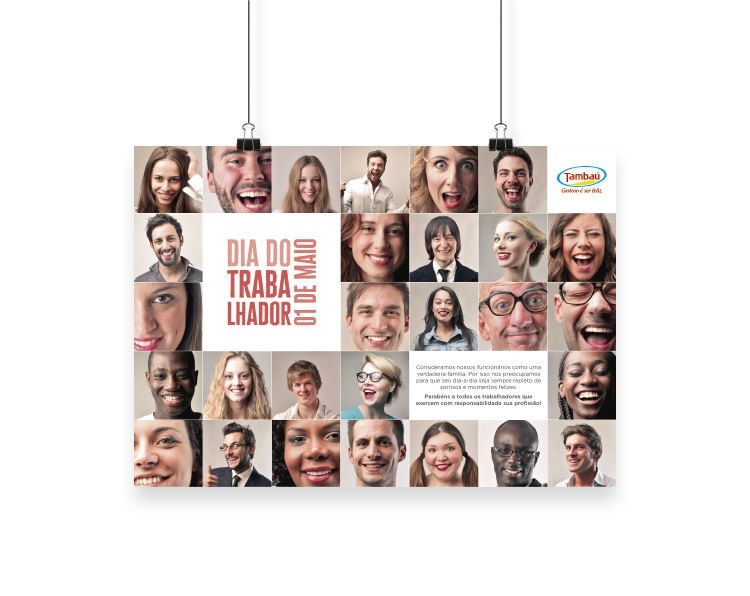 Tambaú
Gostoso é ser feliz.
DIA DO
TRABA
LHADOR
01 DE MAIO
Consideramos nossos funcionários como uma
verdadeira família. Por isso nos preocupamos
para que seu dia-a-dia seja sempre repleto de
sorrisos e momentos felizes.
Parabéns a todos os trabalhadores que
exercem com responsabilidade sua profissão!